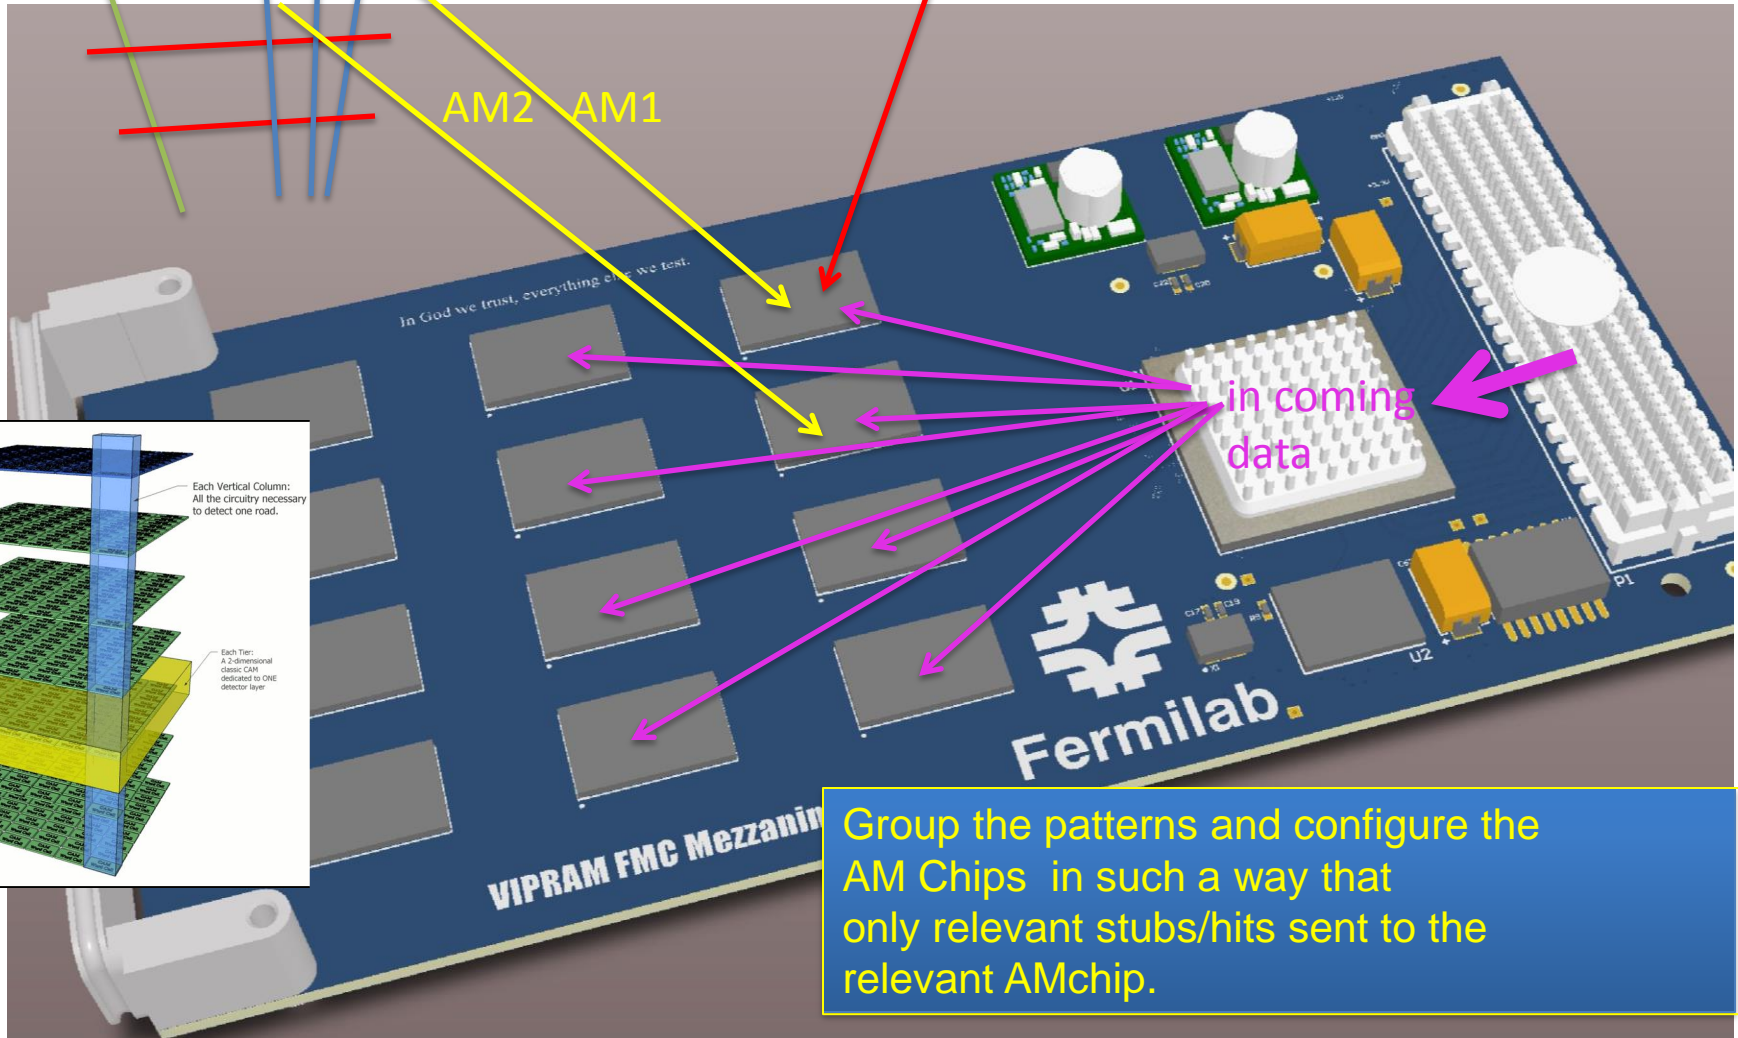 AM2 AM1
In God we trust, everything else we test.
in coming
data
Each Vertical Column:
All the circuitry necessary
to detect one road.
Each Tier:
A 2-dimensional
classic CAM
dedicated to ONE
detector layer
U2
P1
Fermilab
VIPRAM FMC Mezzanin
Group the patterns and configure the
AM Chips in such a way that
only relevant stubs/hits sent to the
relevant AMchip.